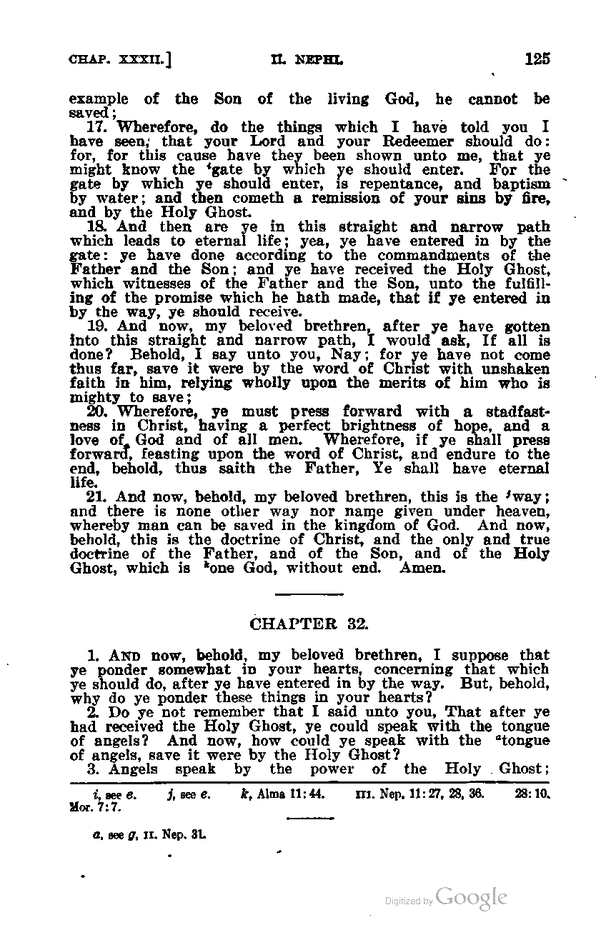 CHAP. XXXII.] II. NEPHI. 125
example of the Son of the living God, he cannot be
saved;
17. Wherefore, do the things which I have told you I
have seen, that your Lord and your Redeemer should do:
for, for this cause have they been shown unto me, that ye
might know the ⁱgate by which ye should enter. For the
gate by which ye should enter, is repentance, and baptism
by water; and then cometh a remission of your sins by fire,
and by the Holy Ghost.
18. And then are ye in this straight and narrow path
which leads to eternal life; yea, ye have entered in by the
gate: ye have done according to the commandments of the
Father and the Son; and ye have received the Holy Ghost,
which witnesses of the Father and the Son, unto the fulfill-
ing of the promise which he hath made, that if ye entered in
by the way, ye should receive.
19. And now, my beloved brethren, after ye have gotten
into this straight and narrow path, I would ask, If all is
done? Behold, I say unto you, Nay; for ye have not come
thus far, save it were by the word of Christ with unshaken
faith in him, relying wholly upon the merits of him who is
mighty to save;
20. Wherefore, ye must press forward with a stadfast-
ness in Christ, having a perfect brightness of hope, and a
love of God and of all men. Wherefore, if ye shall press
forward, feasting upon the word of Christ, and endure to the
end, behold, thus saith the Father, Ye shall have eternal
life.
21. And now, behold, my beloved brethren, this is the ʲway;
and there is none other way nor name given under heaven,
whereby man can be saved in the kingdom of God. And now,
behold, this is the doctrine of Christ, and the only and true
doctrine of the Father, and of the Son, and of the Holy
Ghost, which is ᵏone God, without end. Amen.
CHAPTER 32.
1. AND now, behold, my beloved brethren, I suppose that
ye ponder somewhat in your hearts, concerning that which
ye should do, after ye have entered in by the way. But, behold,
why do ye ponder these things in your hearts?
2. Do ye not remember that I said unto you, That after ye
had received the Holy Ghost, ye could speak with the tongue
of angels? And now, how could ye speak with the ᵃtongue
of angels, save it were by the Holy Ghost?
3. Angels speak by the power of the Holy Ghost;
i, see e. j, see e. k, Alma 11:44. III. Nep. 11:27, 28, 36. 28:10.
Mor. 7:7.
a, see g, II. Nep. 31.
Digitized by Google